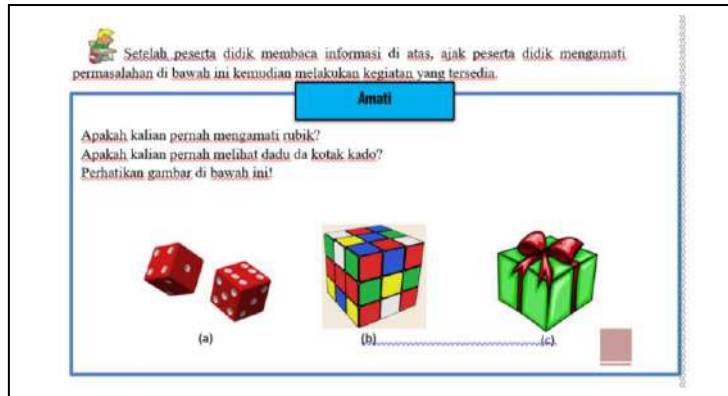 Setelah peserta didik membaca informasi di atas, ajak peserta didik mengamati
permasalahan di bawah ini kemudian melakukan kegiatan yang tersedia.
Amati
Apakah kalian pernah mengamati rubik?
Apakah kalian pernah melihat dadu da kotak kado?
Perhatikan gambar di bawah ini!
(a) (b) (c)